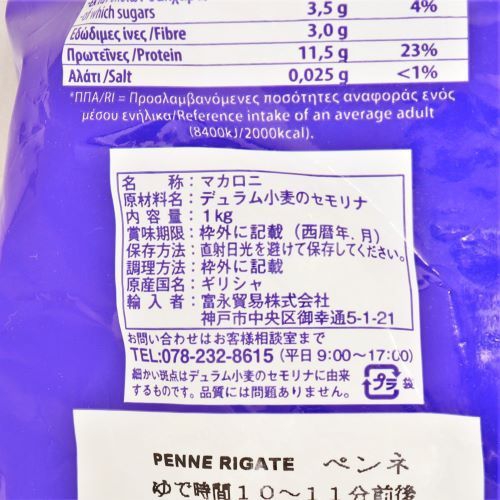 -of which sugars 3,5 g 4%
Εδώδιμες ίνες /Fibre 3,0 g
Πρωτεΐνες /Protein 11,5 g 23%
Αλάτι /Salt 0,025 g <1%
*ΠΠΑ/RI = Προσλαμβανόμενες ποσότητες αναφοράς ενός
μέσου ενήλικα/Reference intake of an average adult
(8400kJ/2000kcal).
名 称:マカロニ
原材料名:デュラム小麦のセモリナ
内 容 量:1kg
賞味期限:枠外に記載(西暦年. 月)
保存方法:直射日光を避けて保存してください。
調理方法:枠外に記載
原産国名:ギリシャ
輸 入 者:富永貿易株式会社
神戸市中央区御幸通5-1-21
お問い合わせはお客様相談室まで
TEL:078-232-8615 (平日 9:00〜17:00)
細かい斑点はデュラム小麦のセモリナに由来
するものです。品質には問題ありません。
プラ 袋
PENNE RIGATE ペンネ
ゆで時間10〜11分前後